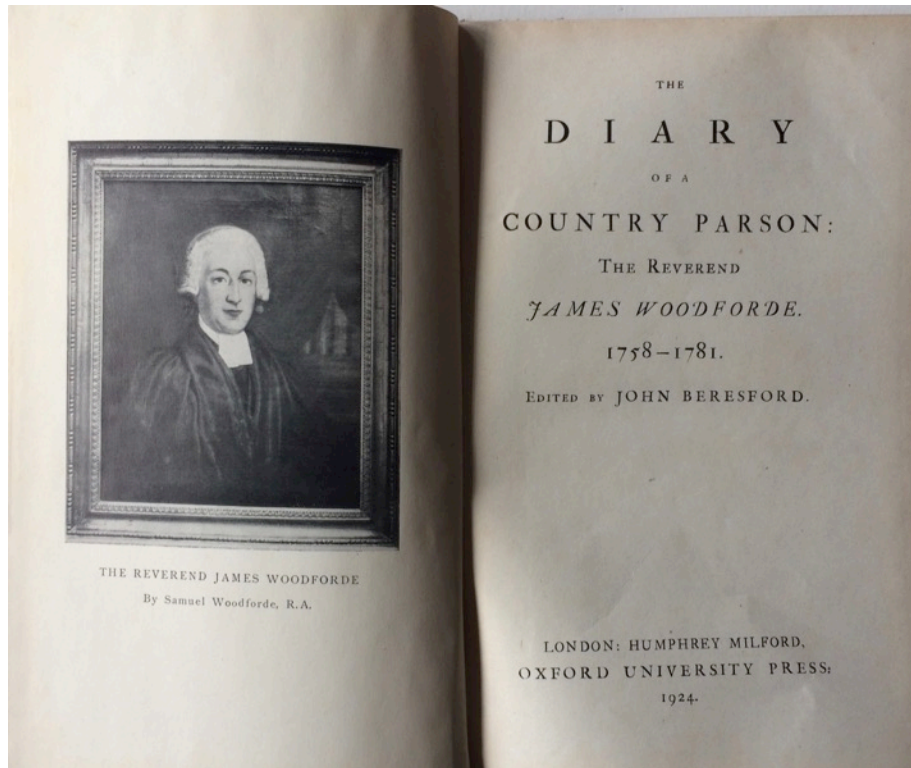 THE REVEREND JAMES WOODFORDE
By Samuel Woodforde, R.A.
THE
DIARY
OF A
COUNTRY PARSON:
THE REVEREND
JAMES WOODFORDE.
1758–1781.
EDITED BY JOHN BERESFORD.
LONDON: HUMPHREY MILFORD,
OXFORD UNIVERSITY PRESS:
1924.